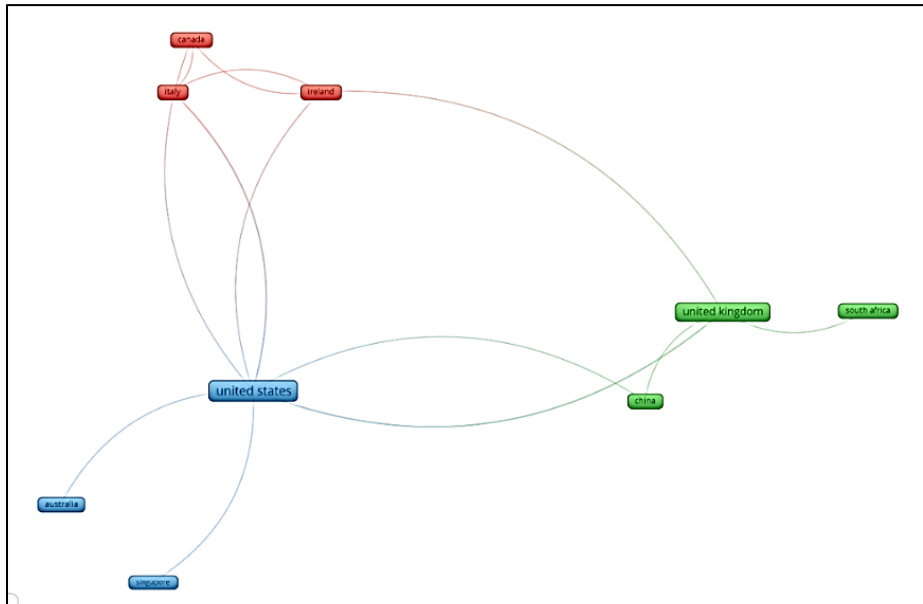 canada
italy
ireland
united kingdom
south africa
united states
china
australia
singapore